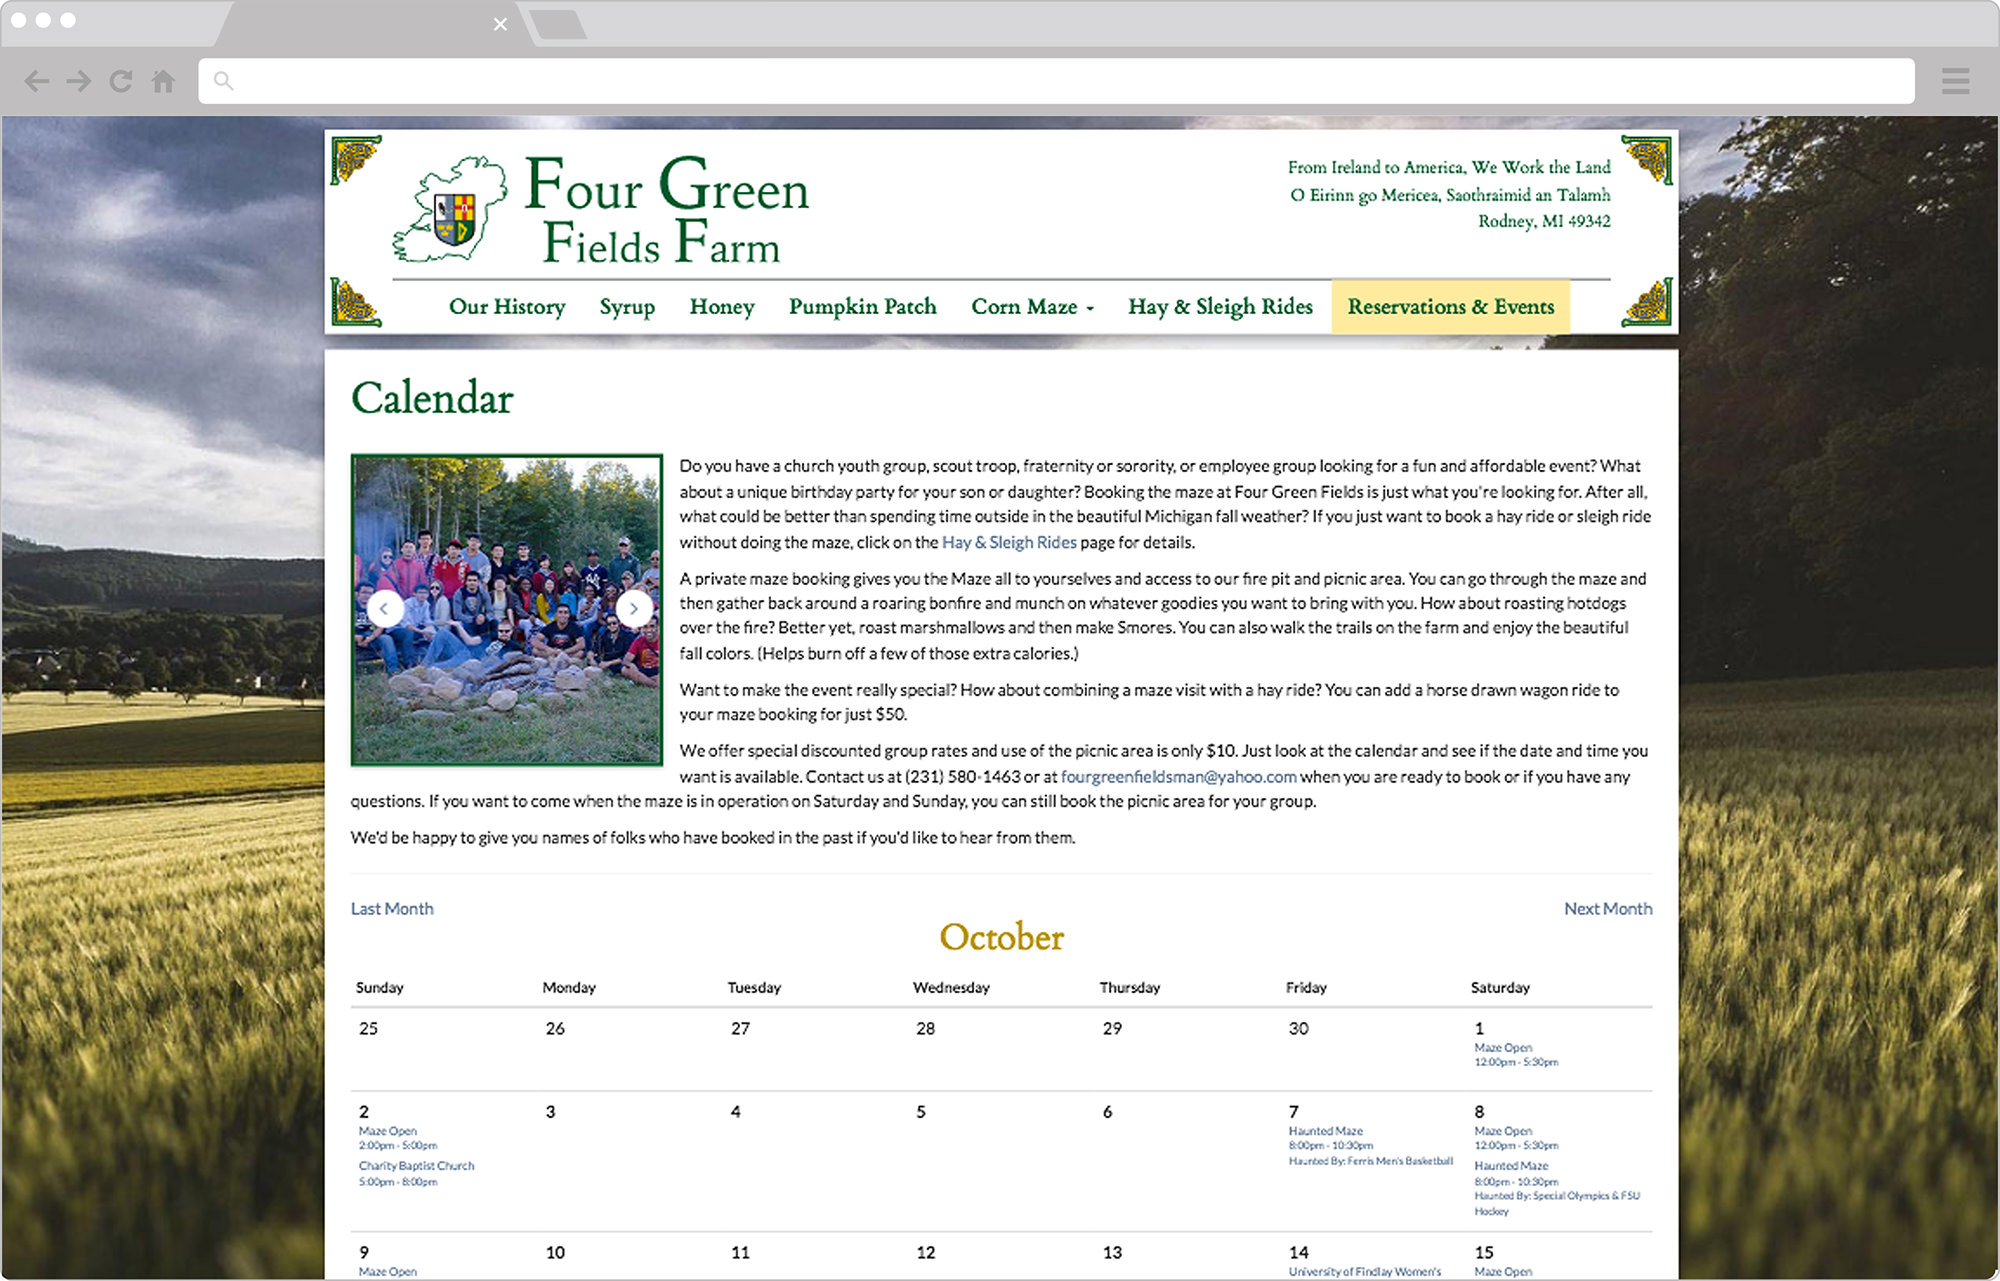 Four Green
Fields Farm
From Ireland to America, We Work the Land
O Eirinn go Mericea, Saothraimid an Talamh
Rodney, MI 49342
Our History Syrup Honey Pumpkin Patch Corn Maze Hay & Sleigh Rides Reservations & Events
Calendar
Do you have a church youth group, scout troop, fraternity or sorority, or employee group looking for a fun and affordable event? What
about a unique birthday party for your son or daughter? Booking the maze at Four Green Fields is just what you're looking for. After all,
what could be better than spending time outside in the beautiful Michigan fall weather? If you just want to book a hay ride or sleigh ride
without doing the maze, click on the Hay & Sleigh Rides page for details.
A private maze booking gives you the Maze all to yourselves and access to our fire pit and picnic area. You can go through the maze and
then gather back around a roaring bonfire and munch on whatever goodies you want to bring with you. How about roasting hotdogs
over the fire? Better yet, roast marshmallows and then make Smores. You can also walk the trails on the farm and enjoy the beautiful
fall colors. (Helps burn off a few of those extra calories.)
Want to make the event really special? How about combining a maze visit with a hay ride? You can add a horse drawn wagon ride to
your maze booking for just $50.
We offer special discounted group rates and use of the picnic area is only $10. Just look at the calendar and see if the date and time you
want is available. Contact us at (231) 580-1463 or at fourgreenfieldsman@yahoo.com when you are ready to book or if you have any
questions. If you want to come when the maze is in operation on Saturday and Sunday, you can still book the picnic area for your group.
We'd be happy to give you names of folks who have booked in the past if you'd like to hear from them.
Last Month Next Month
October
Sunday Monday Tuesday Wednesday Thursday Friday Saturday
25 26 27 28 29 30 1
Maze Open
12:00pm - 5:30pm
2 3 4 5 6 7 8
Maze Open Haunted Maze Maze Open
2:00pm - 5:00pm 8:00pm - 10:30pm 12:00pm - 5:30pm
Charity Baptist Church Haunted By: Ferris Men's Basketball Haunted Maze
5:00pm - 8:00pm 8:00pm - 10:30pm
Haunted By: Special Olympics & FSU
Hockey
9 10 11 12 13 14 15
Maze Open University of Findlay Women's Maze Open